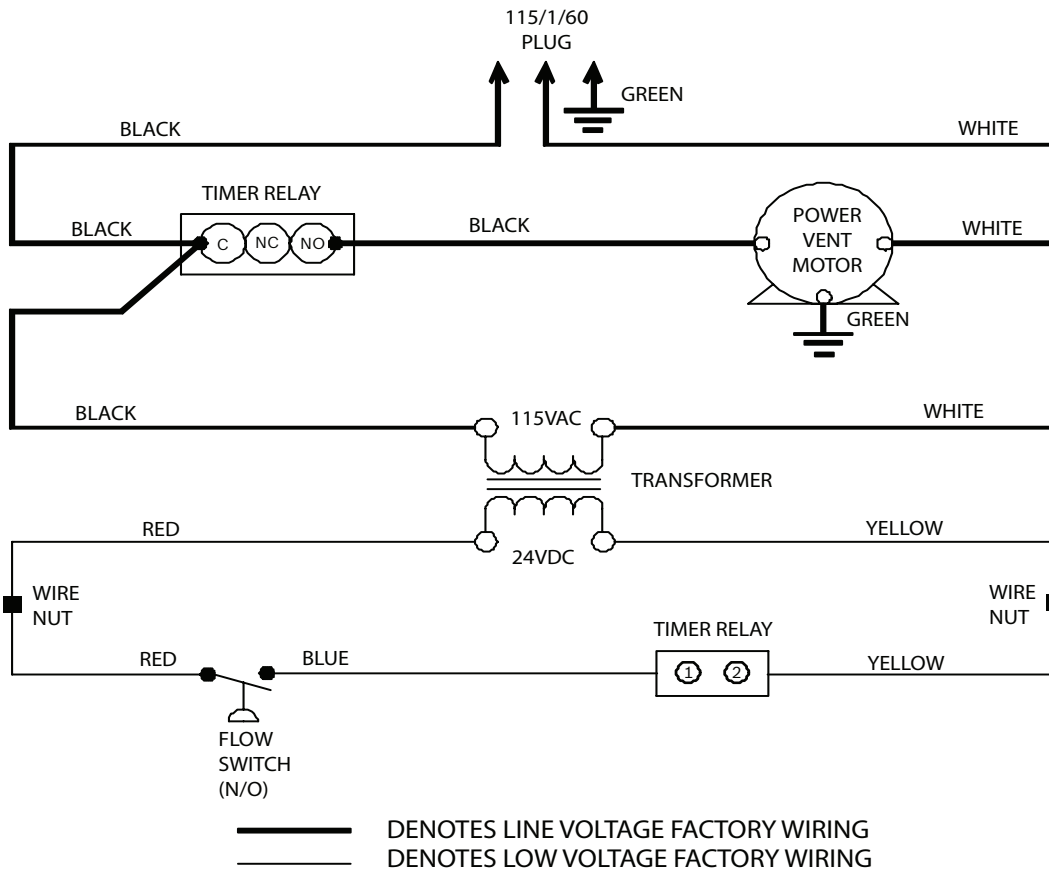 115/1/60
PLUG
GREEN
BLACK
WHITE
TIMER RELAY
BLACK
C
NC
NO
BLACK
POWER
VENT
MOTOR
WHITE
GREEN
BLACK
115VAC
WHITE
TRANSFORMER
RED
24VDC
YELLOW
WIRE
NUT
WIRE
NUT
TIMER RELAY
RED
BLUE
1
2
YELLOW
FLOW
SWITCH
(N/O)
DENOTES LINE VOLTAGE FACTORY WIRING
DENOTES LOW VOLTAGE FACTORY WIRING